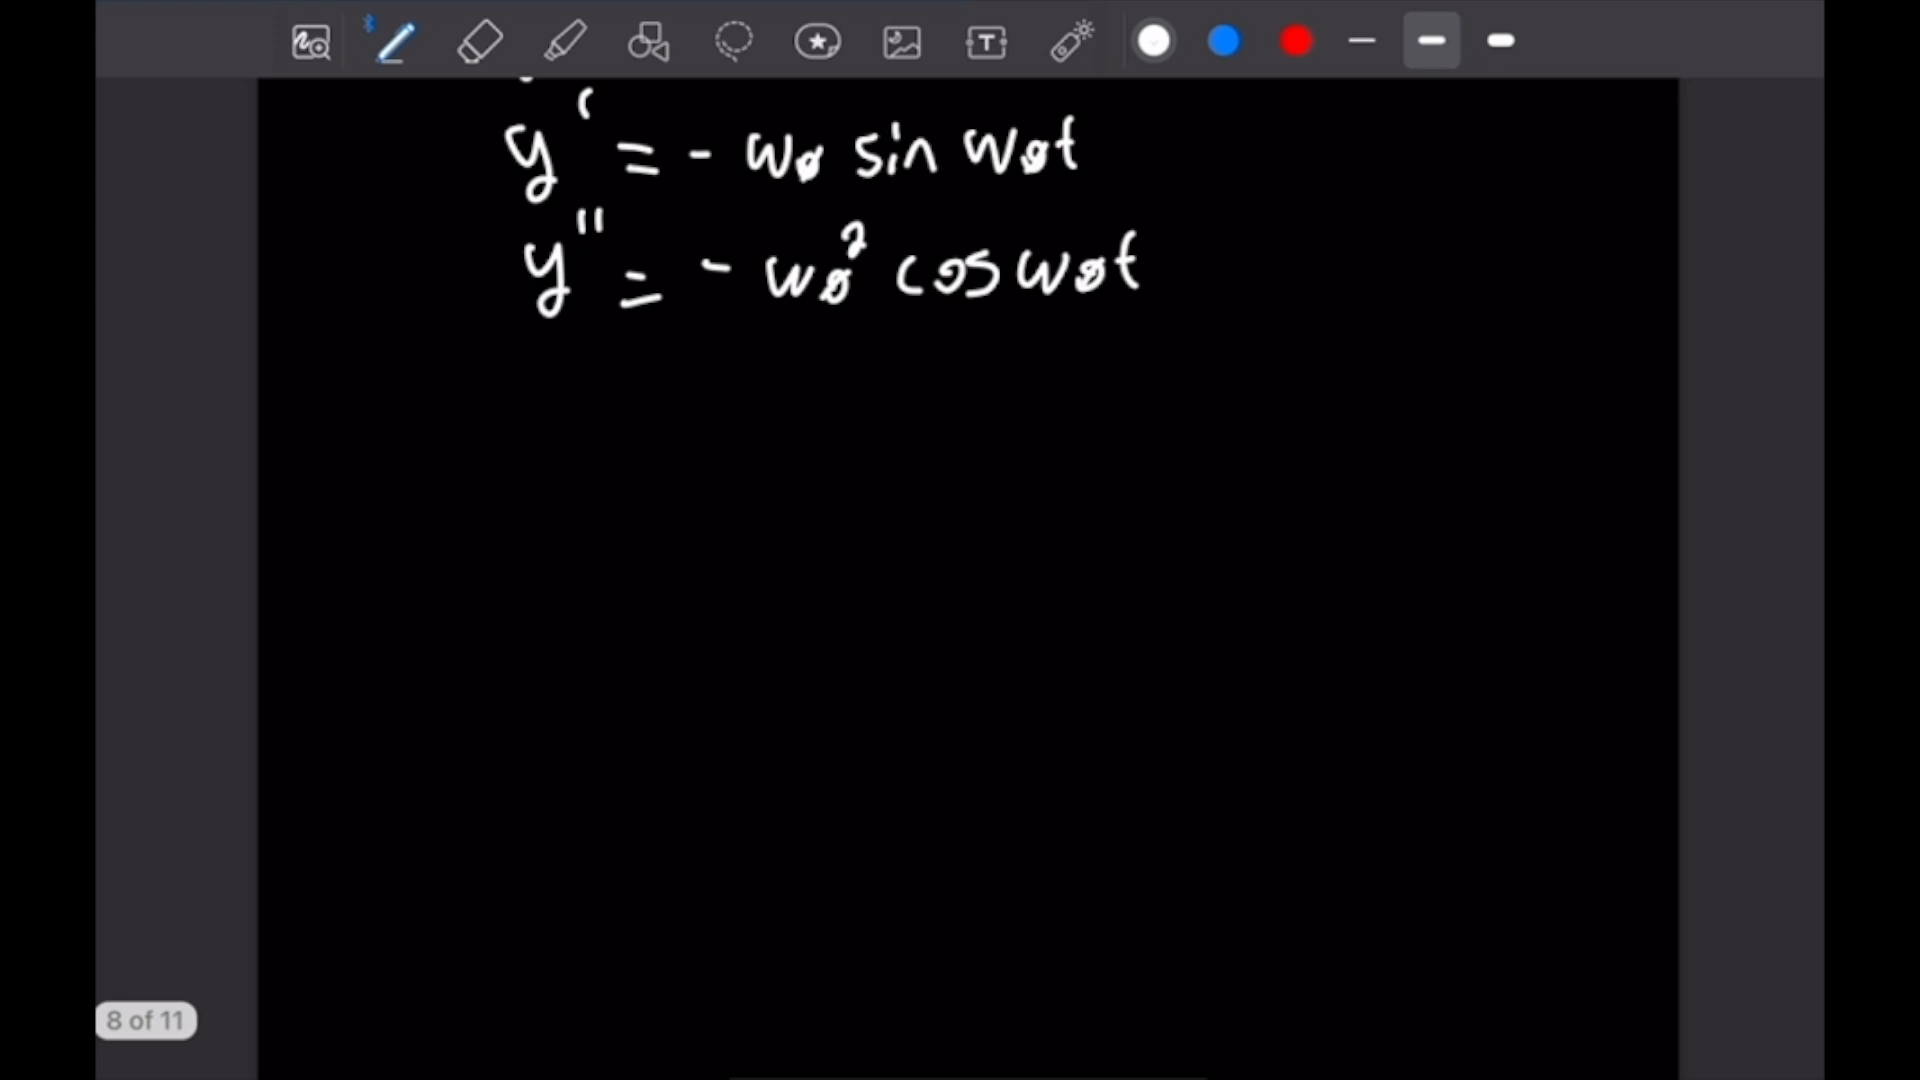 y' = - wø sin wøt
y'' = - wø² cos wøt
T
8 of 11